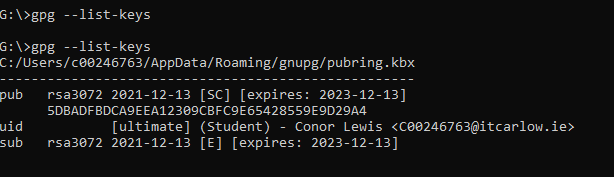 G:\>gpg --list-keys
G:\>gpg --list-keys
C:/Users/c00246763/AppData/Roaming/gnupg/pubring.kbx
----------------------------------------------------
pub   rsa3072 2021-12-13 [SC] [expires: 2023-12-13]
      5DBADFBDCA9EEA12309CBFC9E65428559E9D29A4
uid           [ultimate] (Student) - Conor Lewis <C00246763@itcarlow.ie>
sub   rsa3072 2021-12-13 [E] [expires: 2023-12-13]